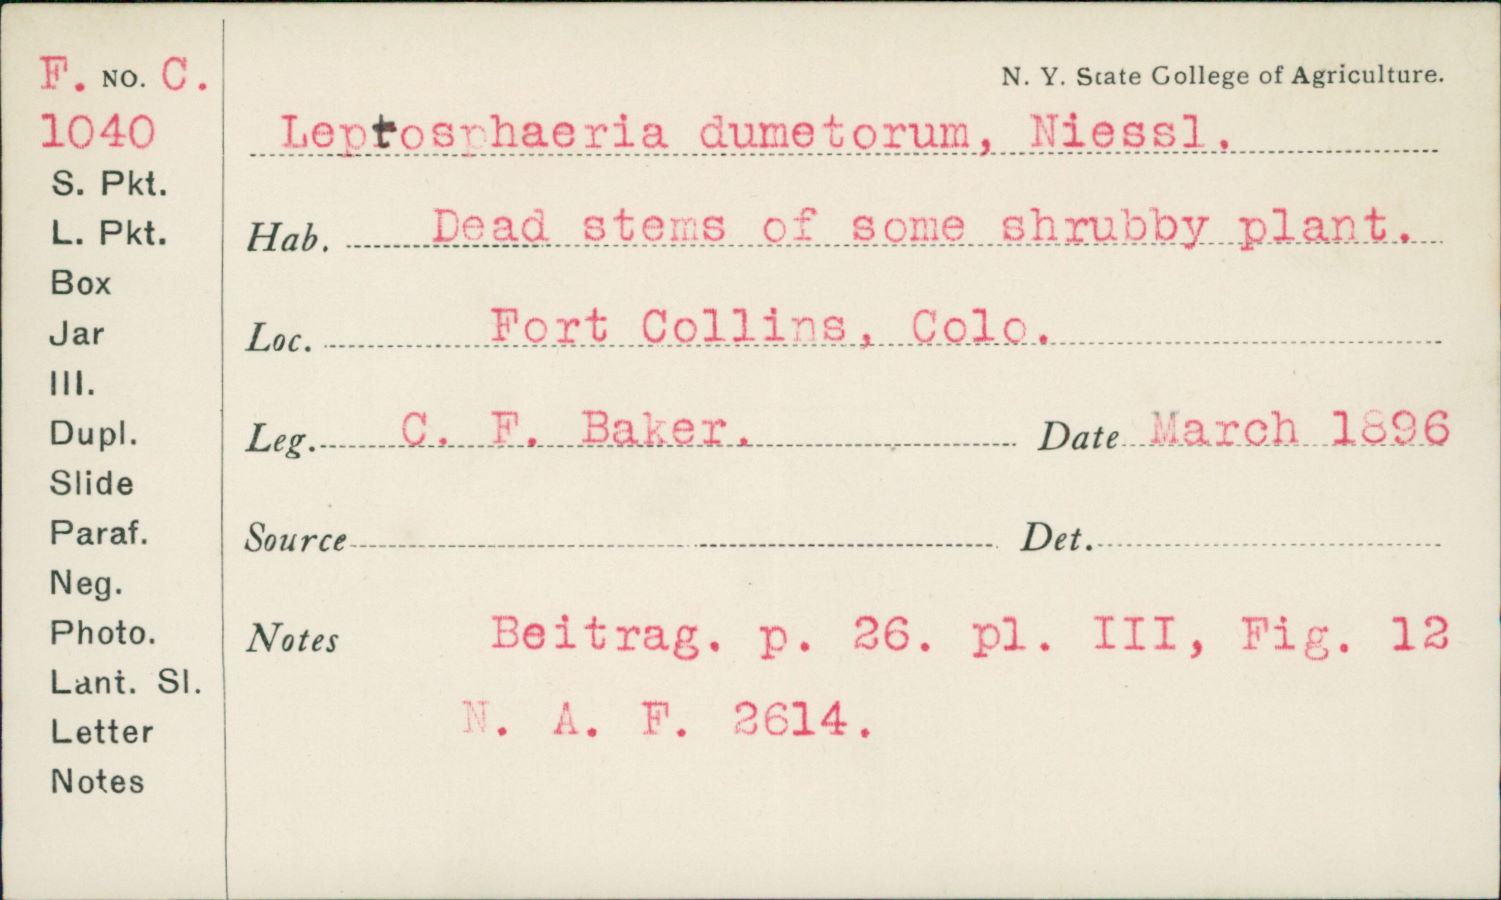 F. NO. C.
1040
S. Pkt.
L. Pkt.
Box
Jar
Ill.
Dupl.
Slide
Paraf.
Neg.
Photo.
Lant. Sl.
Letter
Notes
N. Y. State College of Agriculture.
Leptosphaeria dumetorum, Niessl.
Hab. Dead stems of some shrubby plant.
Loc. Fort Collins, Colo.
Leg. C. F. Baker. Date March 1896
Source Det.
Notes Beitrag. p. 26. pl. III, Fig. 12
N. A. F. 2614.